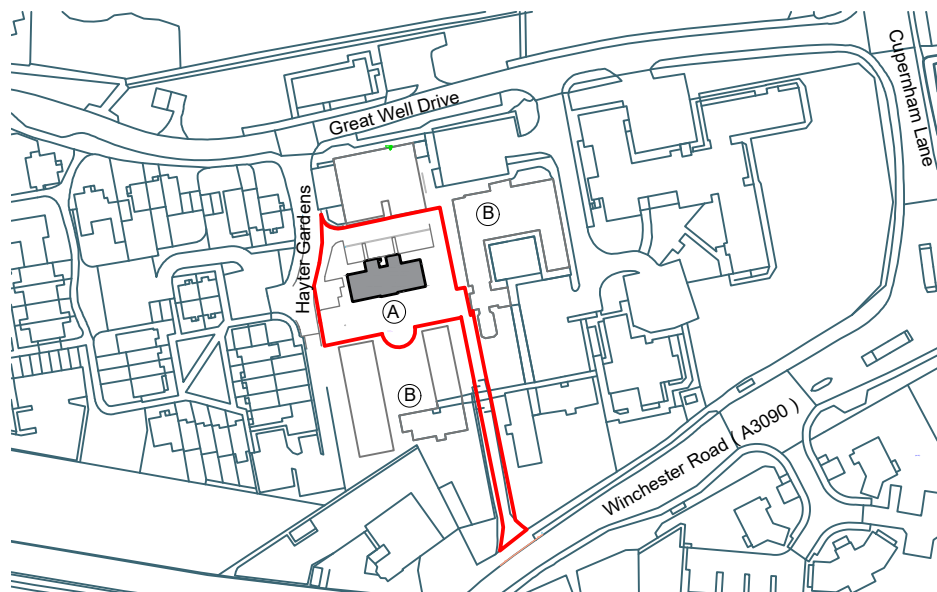 Cupernham Lane
Great Well Drive
Hayter Gardens
B
A
B
Winchester Road ( A3090 )